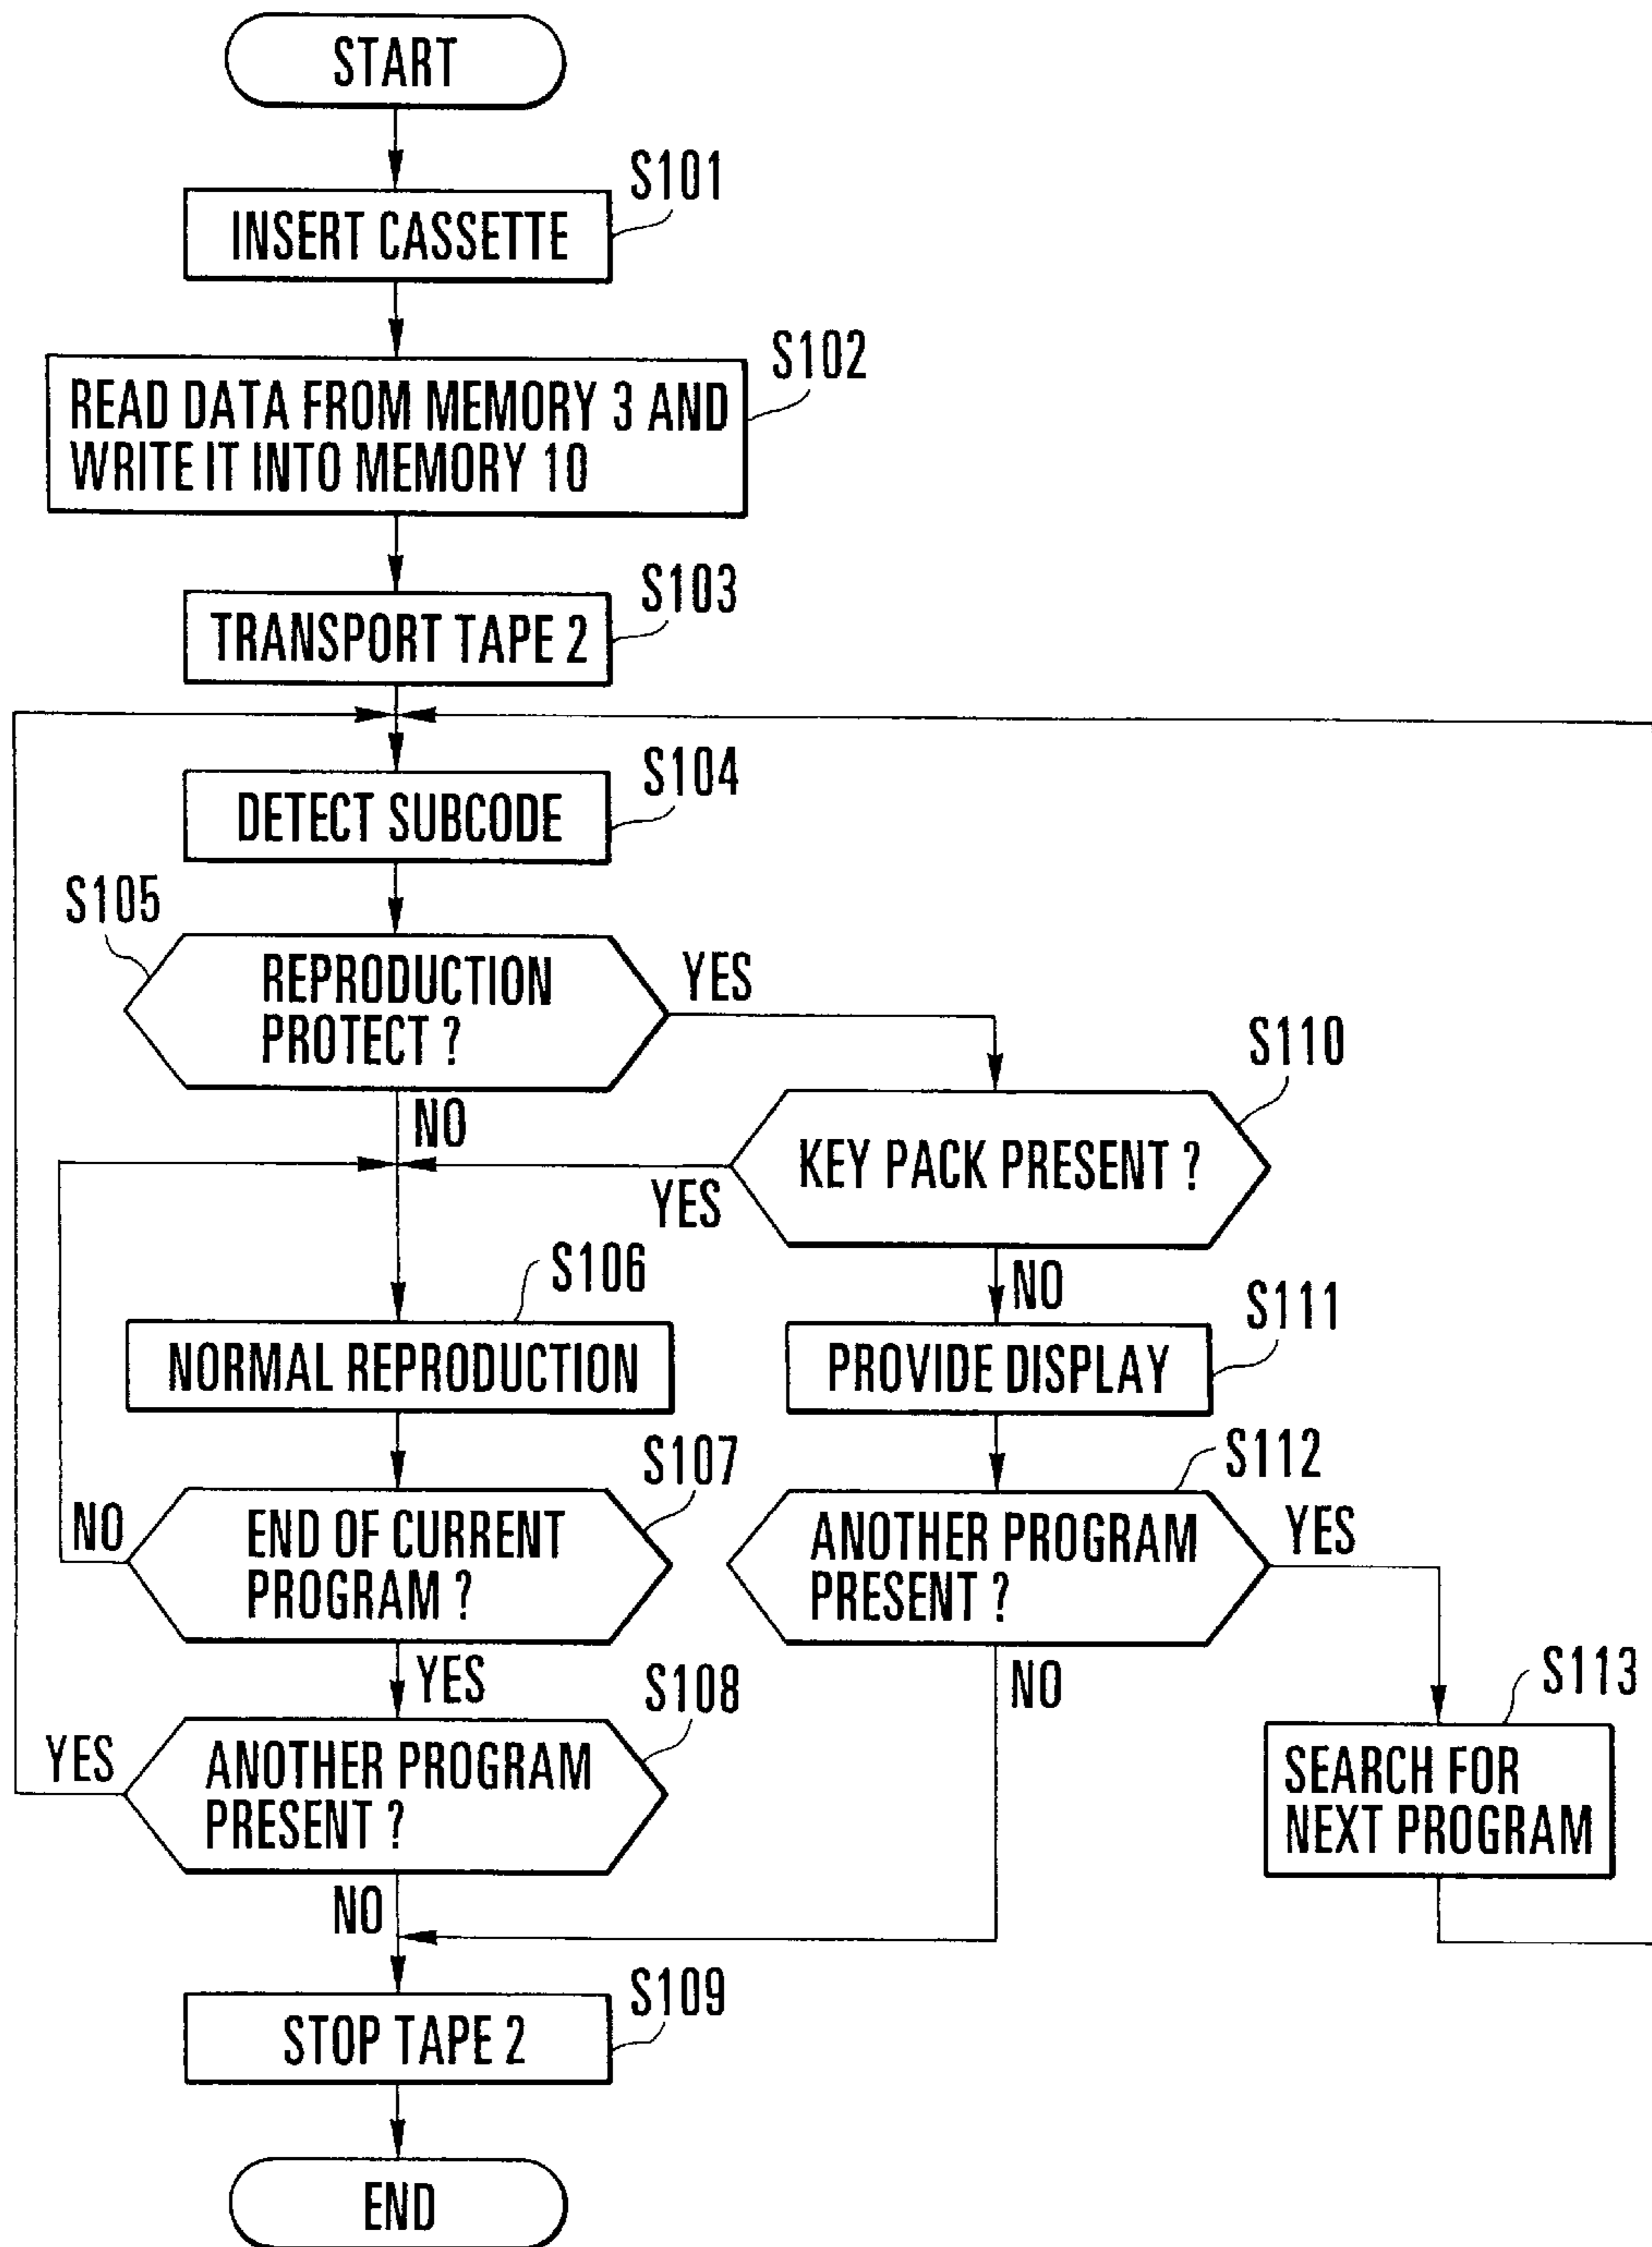 START
S101
INSERT CASSETTE
S102
READ DATA FROM MEMORY 3 AND
WRITE IT INTO MEMORY 10
S103
TRANSPORT TAPE 2
S104
DETECT SUBCODE
S105
REPRODUCTION
PROTECT ?
YES
NO
S110
KEY PACK PRESENT ?
YES
NO
S106
NORMAL REPRODUCTION
S111
PROVIDE DISPLAY
S107
END OF CURRENT
PROGRAM ?
NO
YES
S112
ANOTHER PROGRAM
PRESENT ?
YES
NO
S108
ANOTHER PROGRAM
PRESENT ?
YES
NO
S113
SEARCH FOR
NEXT PROGRAM
S109
STOP TAPE 2
END